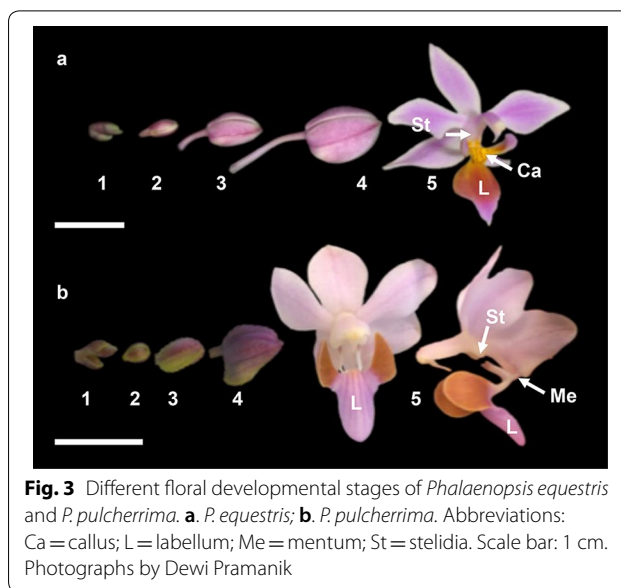 a
St
Ca
L
1 2 3 4 5
b
St
Me
L
L
1 2 3 4 5
Fig. 3 Different floral developmental stages of Phalaenopsis equestris
and P. pulcherrima. a. P. equestris; b. P. pulcherrima. Abbreviations:
Ca = callus; L = labellum; Me = mentum; St = stelidia. Scale bar: 1 cm.
Photographs by Dewi Pramanik